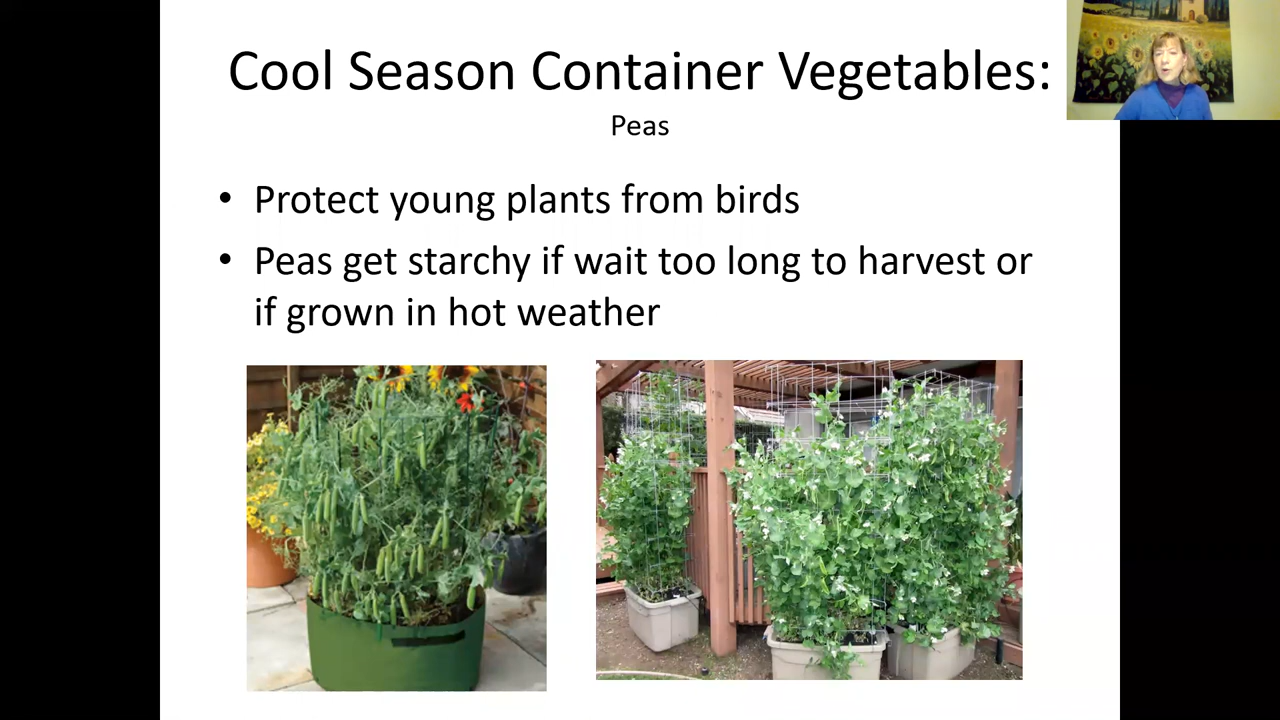 Cool Season Container Vegetables:
Peas
• Protect young plants from birds
• Peas get starchy if wait too long to harvest or
if grown in hot weather